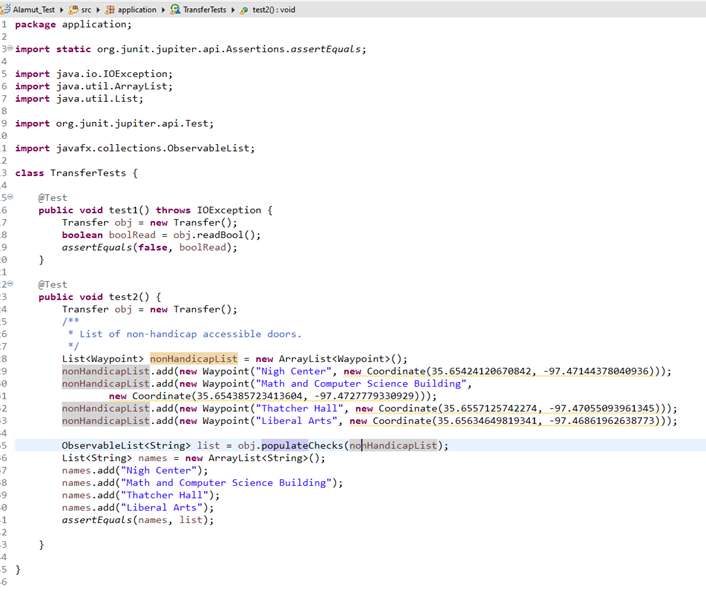 Alamut_Test src application TransferTests test2() : void
1 package application;
2
3 import static org.junit.jupiter.api.Assertions.assertEquals;
4
5 import java.io.IOException;
6 import java.util.ArrayList;
7 import java.util.List;
8
9 import org.junit.jupiter.api.Test;
0
1 import javafx.collections.ObservableList;
2
3 class TransferTests {
4
5 @Test
6 public void test1() throws IOException {
7 Transfer obj = new Transfer();
8 boolean boolRead = obj.readBool();
9 assertEquals(false, boolRead);
0 }
1
2 @Test
3 public void test2() {
4 Transfer obj = new Transfer();
5 /**
6 * List of non-handicap accessible doors.
7 */
8 List<Waypoint> nonHandicapList = new ArrayList<Waypoint>();
9 nonHandicapList.add(new Waypoint("Nigh Center", new Coordinate(35.65424120670842, -97.47144378040936)));
0 nonHandicapList.add(new Waypoint("Math and Computer Science Building",
1 new Coordinate(35.654385723413604, -97.4727779330929)));
2 nonHandicapList.add(new Waypoint("Thatcher Hall", new Coordinate(35.6557125742274, -97.47055093961345)));
3 nonHandicapList.add(new Waypoint("Liberal Arts", new Coordinate(35.65634649819341, -97.46861962638773)));
4
5 ObservableList<String> list = obj.populateChecks(nonHandicapList);
6 List<String> names = new ArrayList<String>();
7 names.add("Nigh Center");
8 names.add("Math and Computer Science Building");
9 names.add("Thatcher Hall");
0 names.add("Liberal Arts");
1 assertEquals(names, list);
2
3 }
4
5 }
6